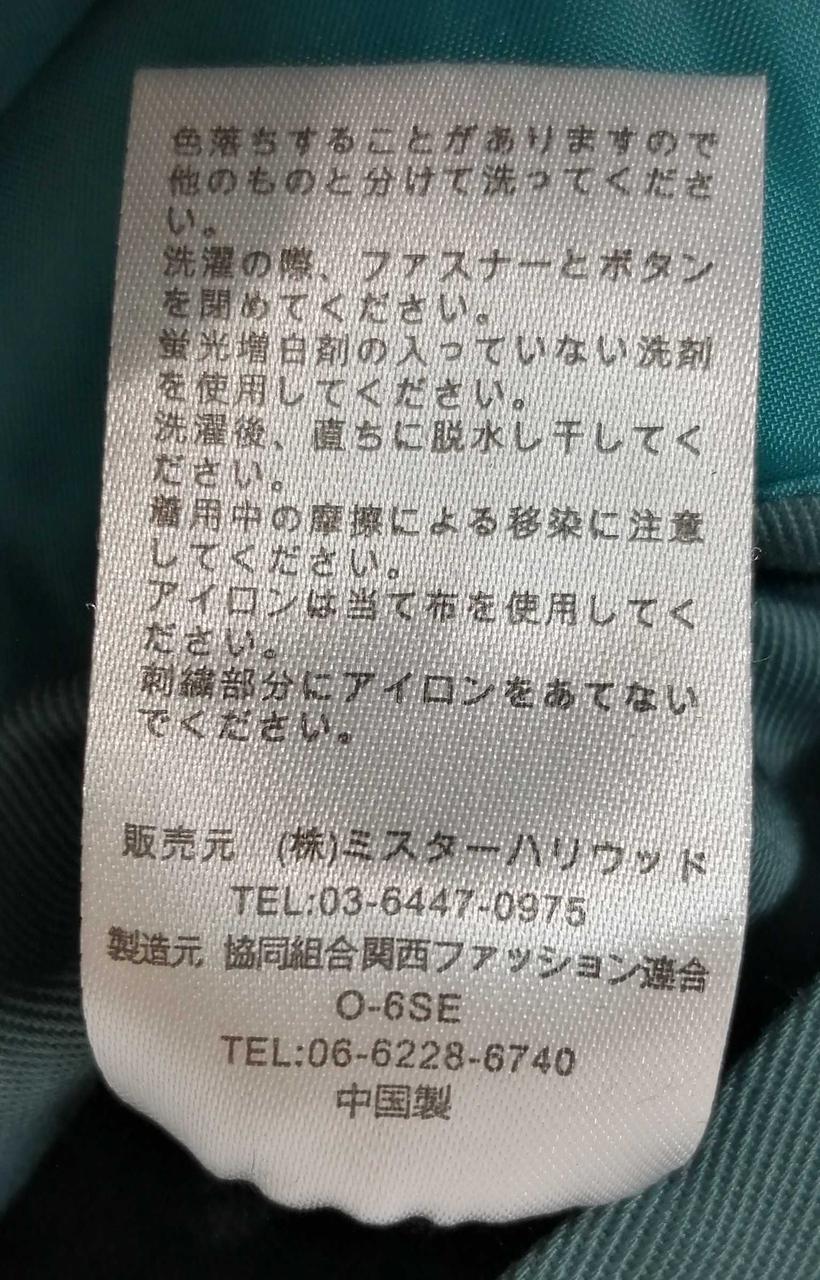 色落ちすることがありますので
他のものと分けて洗ってくださ
い。
洗濯の際、ファスナーとボタン
を閉めてください。
蛍光増白剤の入っていない洗剤
を使用してください。
洗濯後、直ちに脱水し干してく
ださい。
着用中の摩擦による移染に注意
してください。
アイロンは当て布を使用してく
ださい。
刺繍部分にアイロンをあてない
でください。
販売元 (株)ミスターハリウッド
TEL:03-6447-0975
製造元 協同組合関西ファッション連合
O-6SE
TEL:06-6228-6740
中国製